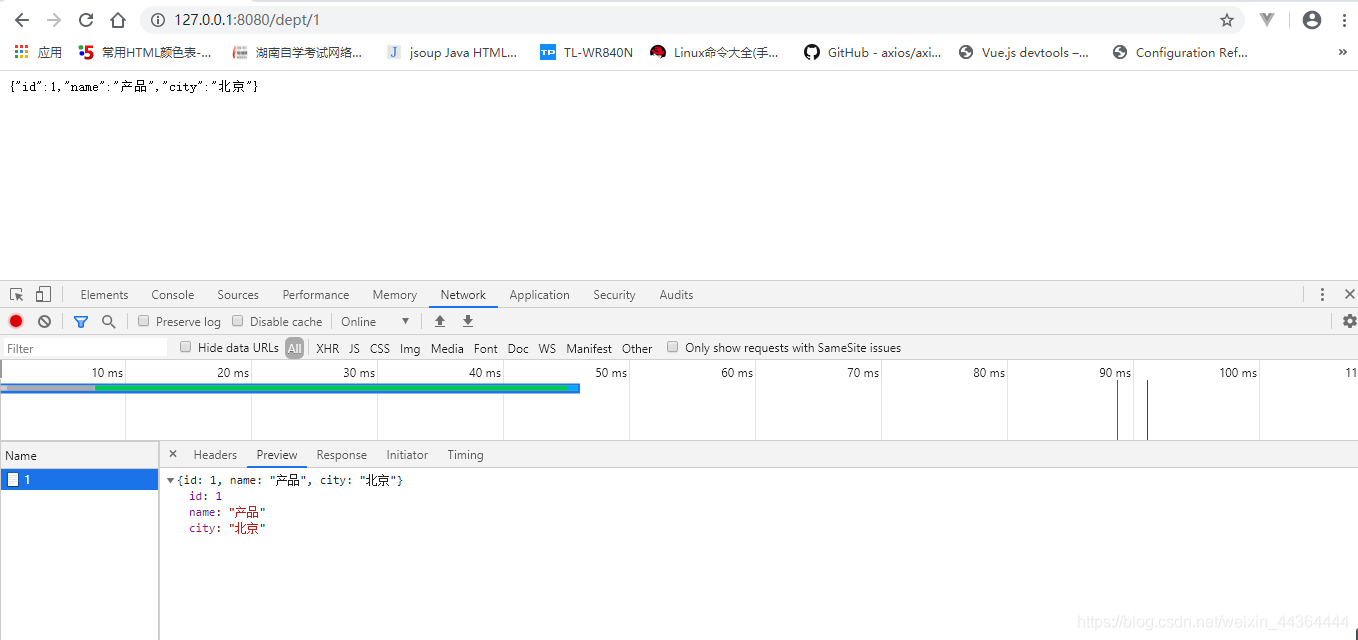 127.0.0.1:8080/dept/1
应用 常用HTML颜色表-... 湖南自学考试网络... J jsoup Java HTML... TP TL-WR840N Linux命令大全(手... GitHub - axios/axi... Vue.js devtools –... Configuration Ref... »
{"id":1,"name":"产品","city":"北京"}
Elements Console Sources Performance Memory Network Application Security Audits
Preserve log Disable cache Online
Filter Hide data URLs All XHR JS CSS Img Media Font Doc WS Manifest Other Only show requests with SameSite issues
10 ms 20 ms 30 ms 40 ms 50 ms 60 ms 70 ms 80 ms 90 ms 100 ms 11
Name × Headers Preview Response Initiator Timing
1 {id: 1, name: "产品", city: "北京"}
id: 1
name: "产品"
city: "北京"
https://blog.csdn.net/weixin_44364444